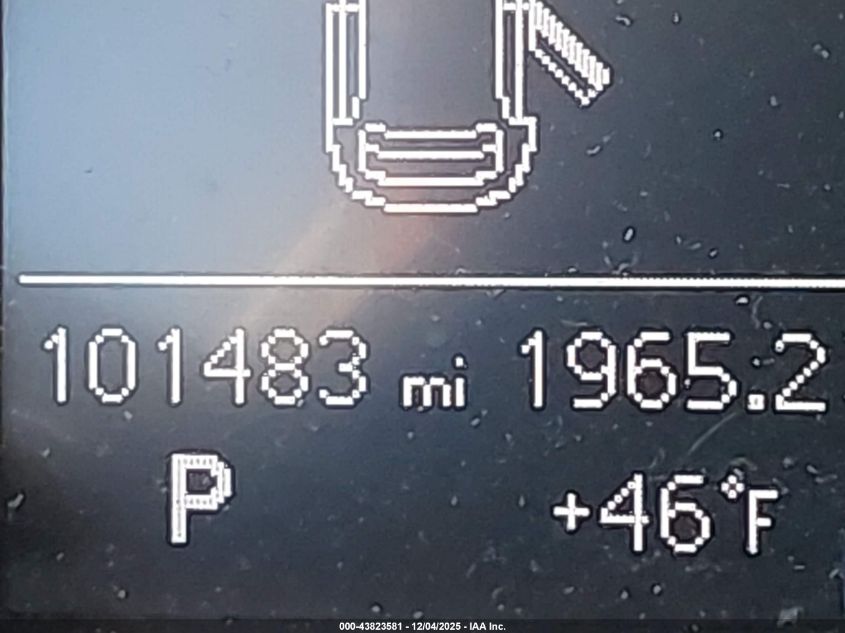 101483 mi 1965.2
P +46°F
000-43823581 - 12/04/2025 - IAA Inc.